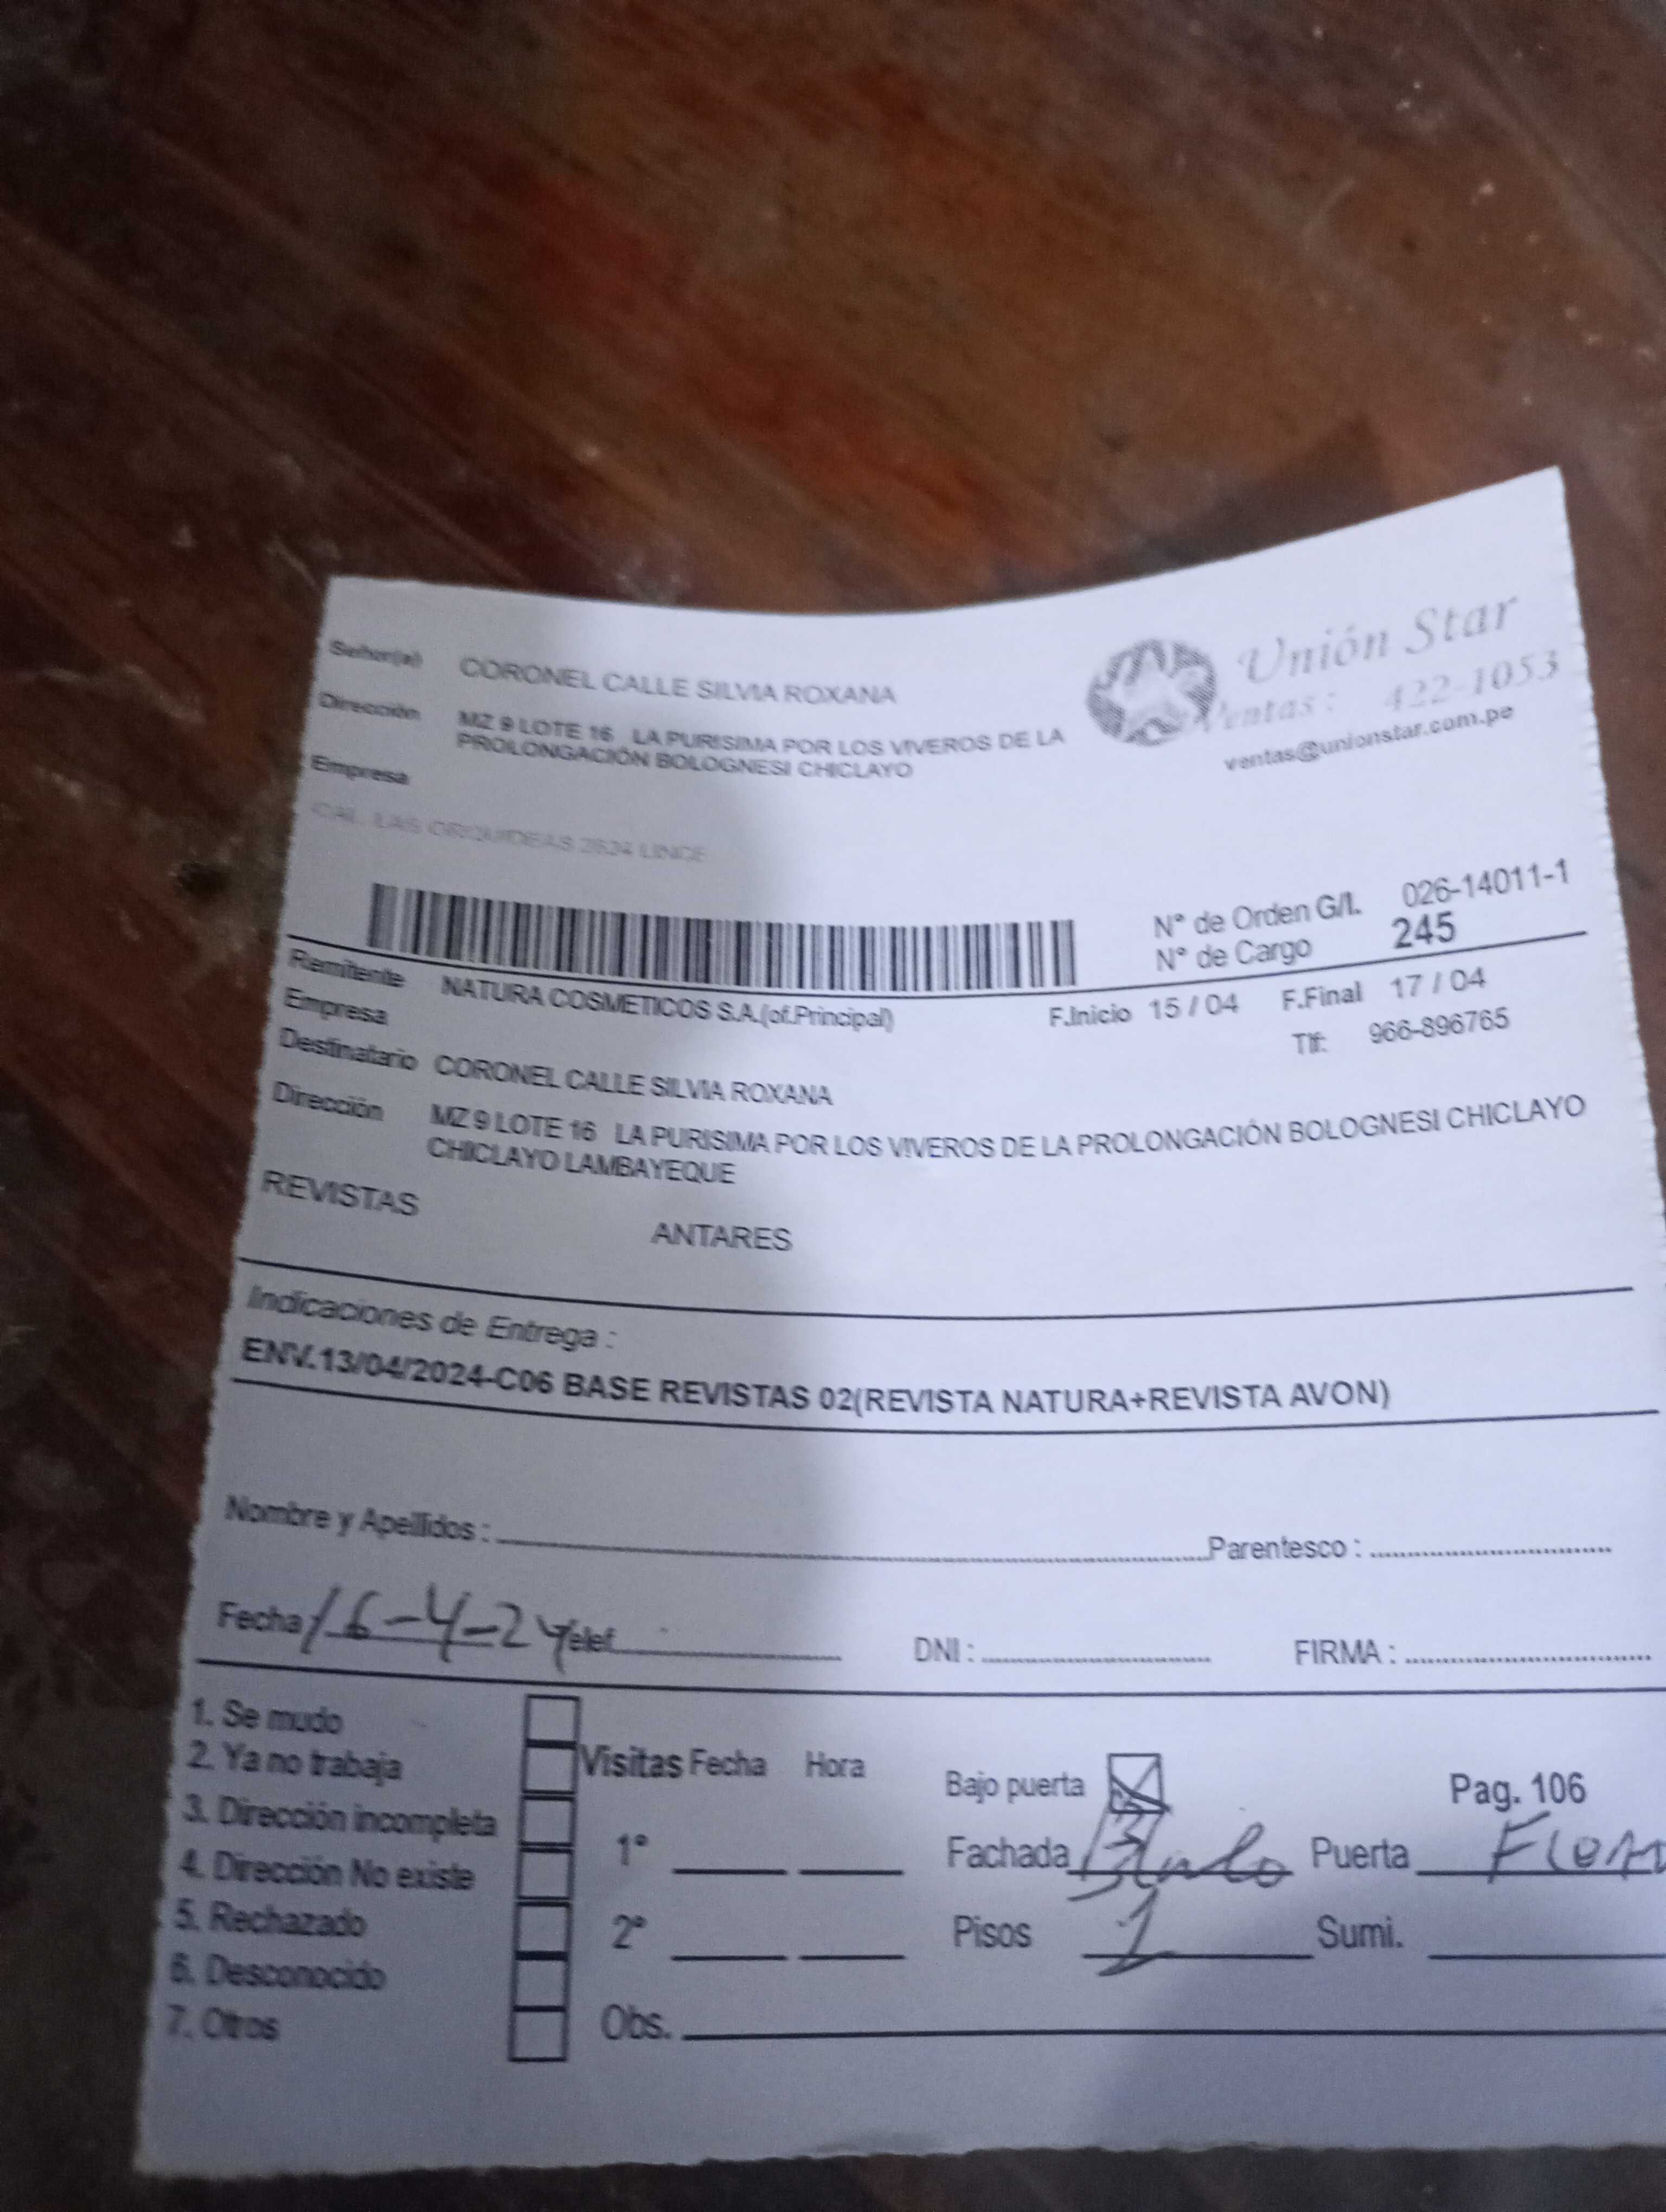 Señor(a) CORONEL CALLE SILVIA ROXANA
Unión Star
Ventas: 422-1053
ventas@unionstar.com.pe
Dirección MZ 9 LOTE 16 LA PURISIMA POR LOS VIVEROS DE LA
PROLONGACIÓN BOLOGNESI CHICLAYO
Empresa
CAL. LAS ORQUIDEAS 2624 LINCE
N° de Orden G/I. 026-14011-1
N° de Cargo 245
Remitente NATURA COSMETICOS S.A.(of.Principal) F.Inicio 15 / 04 F.Final 17 / 04
Empresa
Tlf: 966-896765
Destinatario CORONEL CALLE SILVIA ROXANA
Dirección MZ 9 LOTE 16 LA PURISIMA POR LOS VIVEROS DE LA PROLONGACIÓN BOLOGNESI CHICLAYO
CHICLAYO LAMBAYEQUE
REVISTAS
ANTARES
Indicaciones de Entrega :
ENV.13/04/2024-C06 BASE REVISTAS 02(REVISTA NATURA+REVISTA AVON)
Nombre y Apellidos : Parentesco :
Fecha 16-4-24 Telef. DNI : FIRMA :
1. Se mudo
2. Ya no trabaja
3. Dirección incompleta
4. Dirección No existe
5. Rechazado
6. Desconocido
7. Otros
Visitas Fecha Hora
1°
2°
Obs.
Bajo puerta Pag. 106
Fachada Puerta
Pisos 1 Sumi.